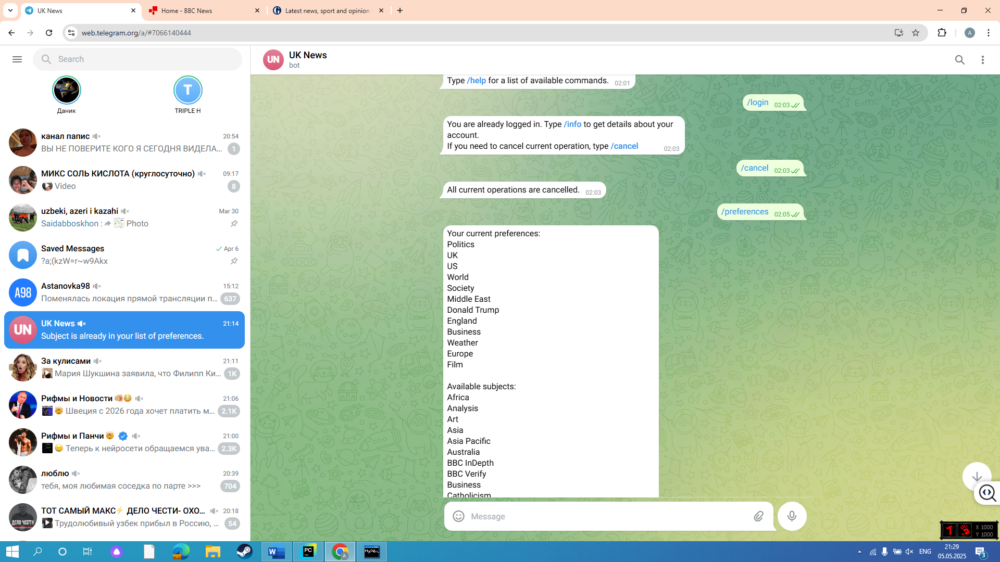 UK News
Home - BBC News
Latest news, sport and opinion
web.telegram.org/a/#7066140444
A
Search
Даник
T
TRIPLE H
канал папис
20:54
ВЫ НЕ ПОВЕРИТЕ КОГО Я СЕГОДНЯ ВИДЕЛА...
1
МИКС СОЛЬ КИСЛОТА (круглосуточно)
09:17
Video
8
uzbeki, azeri i kazahi
Mar 30
Saidabboskhon : Photo
Saved Messages
Apr 6
?a;(kzW=r~w9Akx
A98
Astanovka98
15:12
Поменялась локация прямой трансляции п...
637
UN
UK News
21:14
Subject is already in your list of preferences.
За кулисами
21:11
Мария Шукшина заявила, что Филипп Ки...
1K
Рифмы и Новости
21:06
Швеция с 2026 года хочет платить м...
2.1K
Рифмы и Панчи
21:00
Теперь к нейросети обращаемся ува...
2.3K
люблю
20:39
тебя, моя любимая соседка по парте >>>
704
ДЕЛО ЧЕСТИ
ТОТ САМЫЙ МАКС⚡ ДЕЛО ЧЕСТИ- ОХО...
20:18
Трудолюбивый узбек прибыл в Россию, ...
54
UN
UK News
bot
Type /help for a list of available commands. 02:01
/login 02:03
You are already logged in. Type /info to get details about your
account.
If you need to cancel current operation, type /cancel 02:03
/cancel 02:03
All current operations are cancelled. 02:03
/preferences 02:05
Your current preferences:
Politics
UK
US
World
Society
Middle East
Donald Trump
England
Business
Weather
Europe
Film
Available subjects:
Africa
Analysis
Art
Asia
Asia Pacific
Australia
BBC InDepth
BBC Verify
Business
Catholicism
Message
X 1000
Y 1000
W
PC
A
MySQL
ENG
21:29
05.05.2025
3